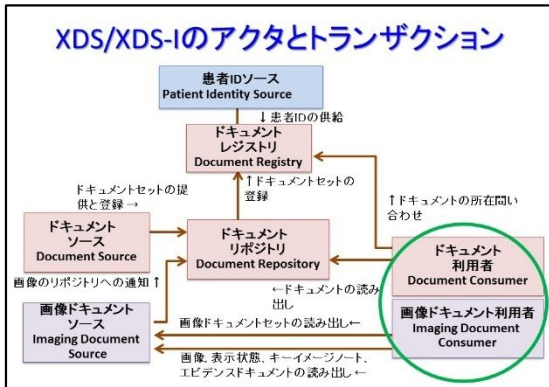 XDS/XDS-Iのアクタとトランザクション
患者IDソース
Patient Identity Source
↓患者IDの供給
ドキュメント
レジストリ
Document Registry
ドキュメントセットの提
供と登録→
↑ドキュメントセットの
登録
↑ドキュメントの所在問い
合わせ
ドキュメント
ソース
Document Source
ドキュメント
リポジトリ
Document Repository
ドキュメント
利用者
Document Consumer
画像のリポジトリへの通知↑
←ドキュメントの読み
出し
画像ドキュメント
ソース
Imaging Document
Source
画像ドキュメントセットの読み出し←
画像ドキュメント利用者
Imaging Document
Consumer
画像、表示状態、キーイメージノート、
エビデンスドキュメントの読み出し←